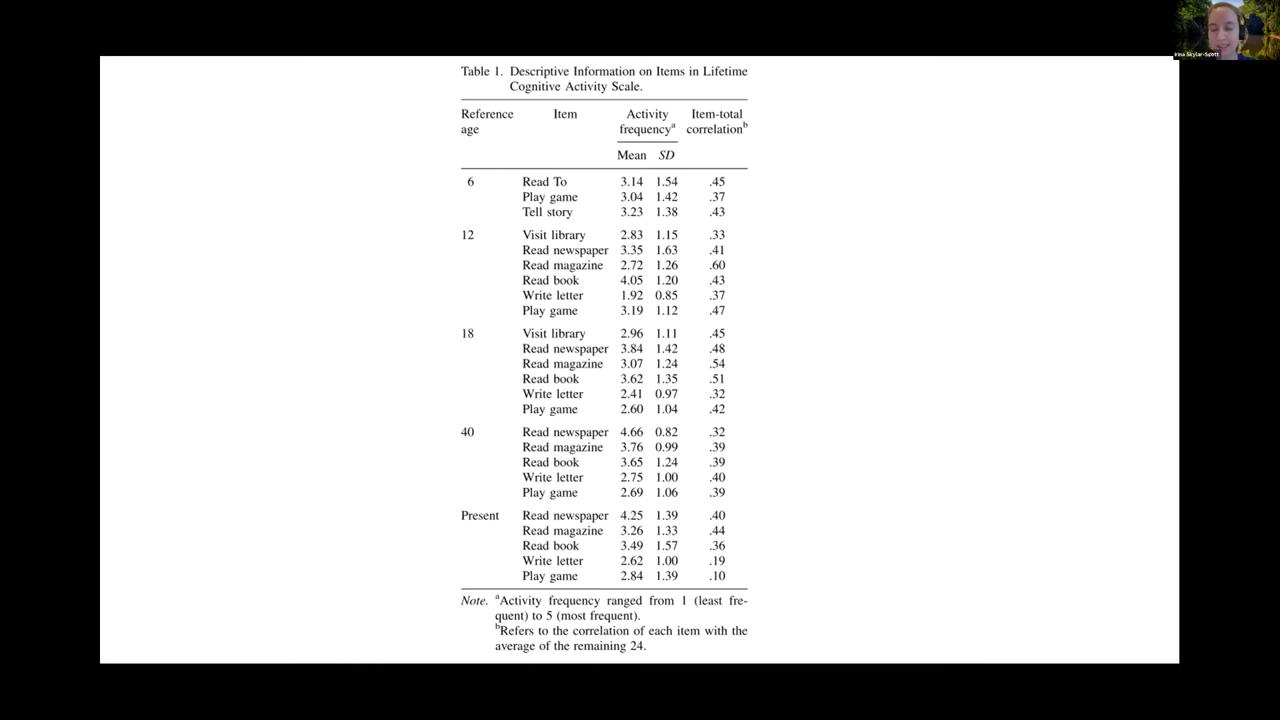 Irina Skylar-Scott
Table 1. Descriptive Information on Items in Lifetime
Cognitive Activity Scale.
Reference Item Activity Item-total
age frequencyᵃ correlationᵇ
Mean SD
6 Read To 3.14 1.54 .45
Play game 3.04 1.42 .37
Tell story 3.23 1.38 .43
12 Visit library 2.83 1.15 .33
Read newspaper 3.35 1.63 .41
Read magazine 2.72 1.26 .60
Read book 4.05 1.20 .43
Write letter 1.92 0.85 .37
Play game 3.19 1.12 .47
18 Visit library 2.96 1.11 .45
Read newspaper 3.84 1.42 .48
Read magazine 3.07 1.24 .54
Read book 3.62 1.35 .51
Write letter 2.41 0.97 .32
Play game 2.60 1.04 .42
40 Read newspaper 4.66 0.82 .32
Read magazine 3.76 0.99 .39
Read book 3.65 1.24 .39
Write letter 2.75 1.00 .40
Play game 2.69 1.06 .39
Present Read newspaper 4.25 1.39 .40
Read magazine 3.26 1.33 .44
Read book 3.49 1.57 .36
Write letter 2.62 1.00 .19
Play game 2.84 1.39 .10
Note. ᵃActivity frequency ranged from 1 (least fre-
quent) to 5 (most frequent).
ᵇRefers to the correlation of each item with the
average of the remaining 24.